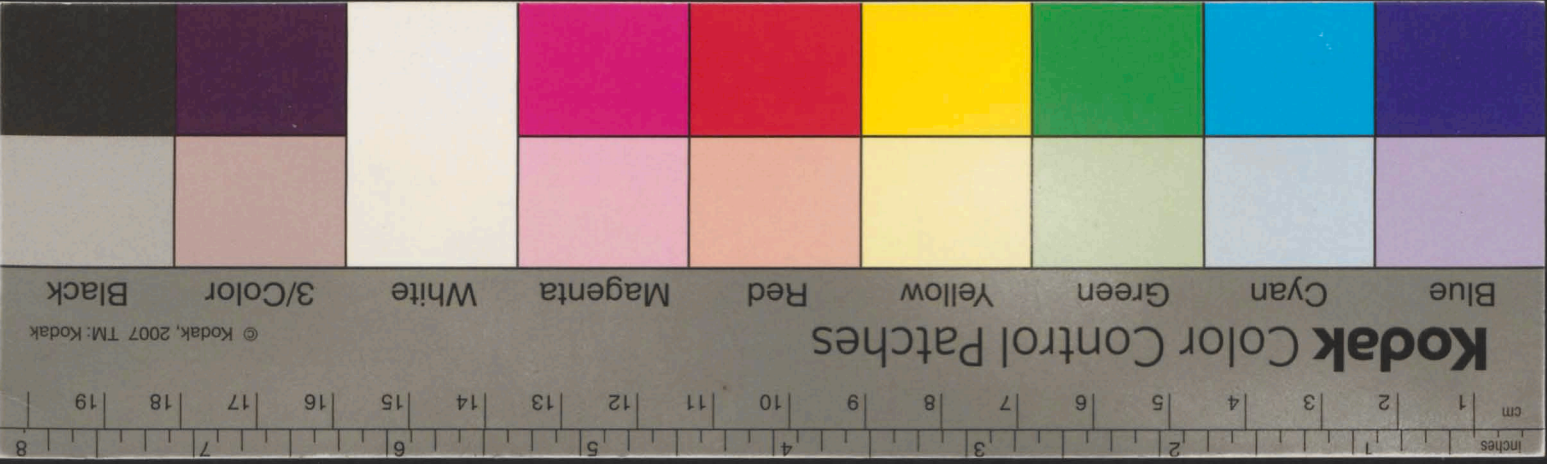 inches 1 2 3 4 5 6 7 8
cm 1 2 3 4 5 6 7 8 9 10 11 12 13 14 15 16 17 18 19
Kodak Color Control Patches
© Kodak, 2007 TM: Kodak
Blue Cyan Green Yellow Red Magenta White 3/Color Black